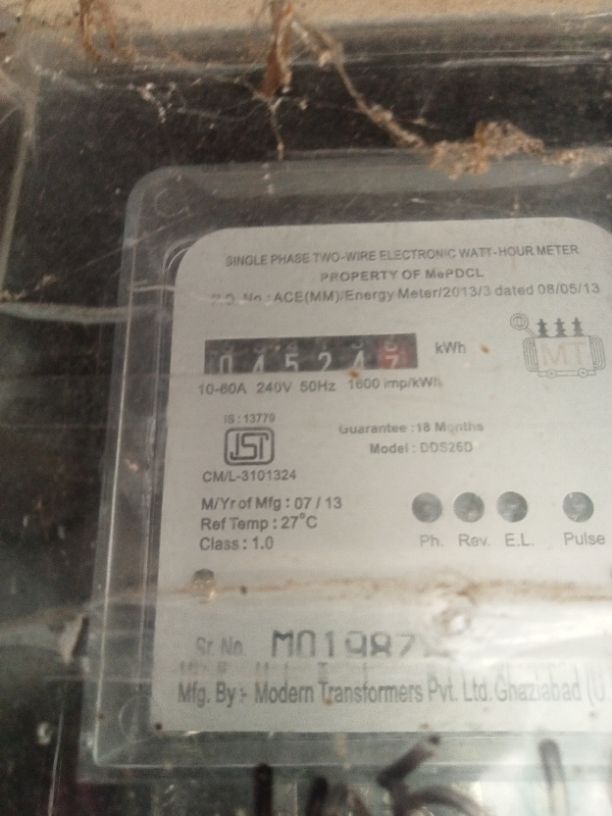 SINGLE PHASE TWO-WIRE ELECTRONIC WATT-HOUR METER
PROPERTY OF MePDCL
No : ACE(MM)/Energy Meter/2013/3 dated 08/05/13
04524 kWh
MT
10-60A 240V 50Hz 1600 imp/kWh
IS : 13779
ISI
CM/L-3101324
Guarantee : 18 Months
Model : DDS26D
M/Yr of Mfg : 07 / 13
Ref Temp : 27°C
Class : 1.0
Ph. Rev. E.L. Pulse
Sr. No.
Mfg. By :- Modern Transformers Pvt. Ltd. Ghaziabad